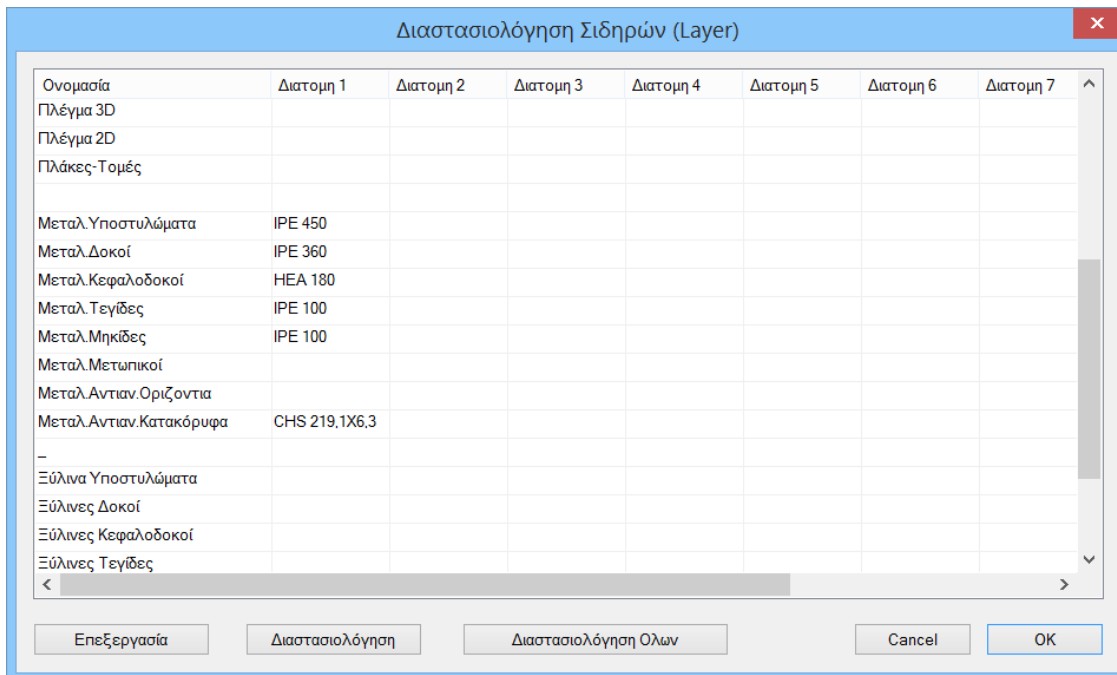 Διαστασιολόγηση Σιδηρών (Layer)
Ονομασία Διατομη 1 Διατομη 2 Διατομη 3 Διατομη 4 Διατομη 5 Διατομη 6 Διατομη 7
Πλέγμα 3D
Πλέγμα 2D
Πλάκες-Τομές
Μεταλ.Υποστυλώματα IPE 450
Μεταλ.Δοκοί IPE 360
Μεταλ.Κεφαλοδοκοί HEA 180
Μεταλ.Τεγίδες IPE 100
Μεταλ.Μηκίδες IPE 100
Μεταλ.Μετωπικοί
Μεταλ.Αντιαν.Οριζοντια
Μεταλ.Αντιαν.Κατακόρυφα CHS 219,1X6,3
_
Ξύλινα Υποστυλώματα
Ξύλινες Δοκοί
Ξύλινες Κεφαλοδοκοί
Ξύλινες Τεγίδες
Επεξεργασία Διαστασιολόγηση Διαστασιολόγηση Ολων Cancel OK